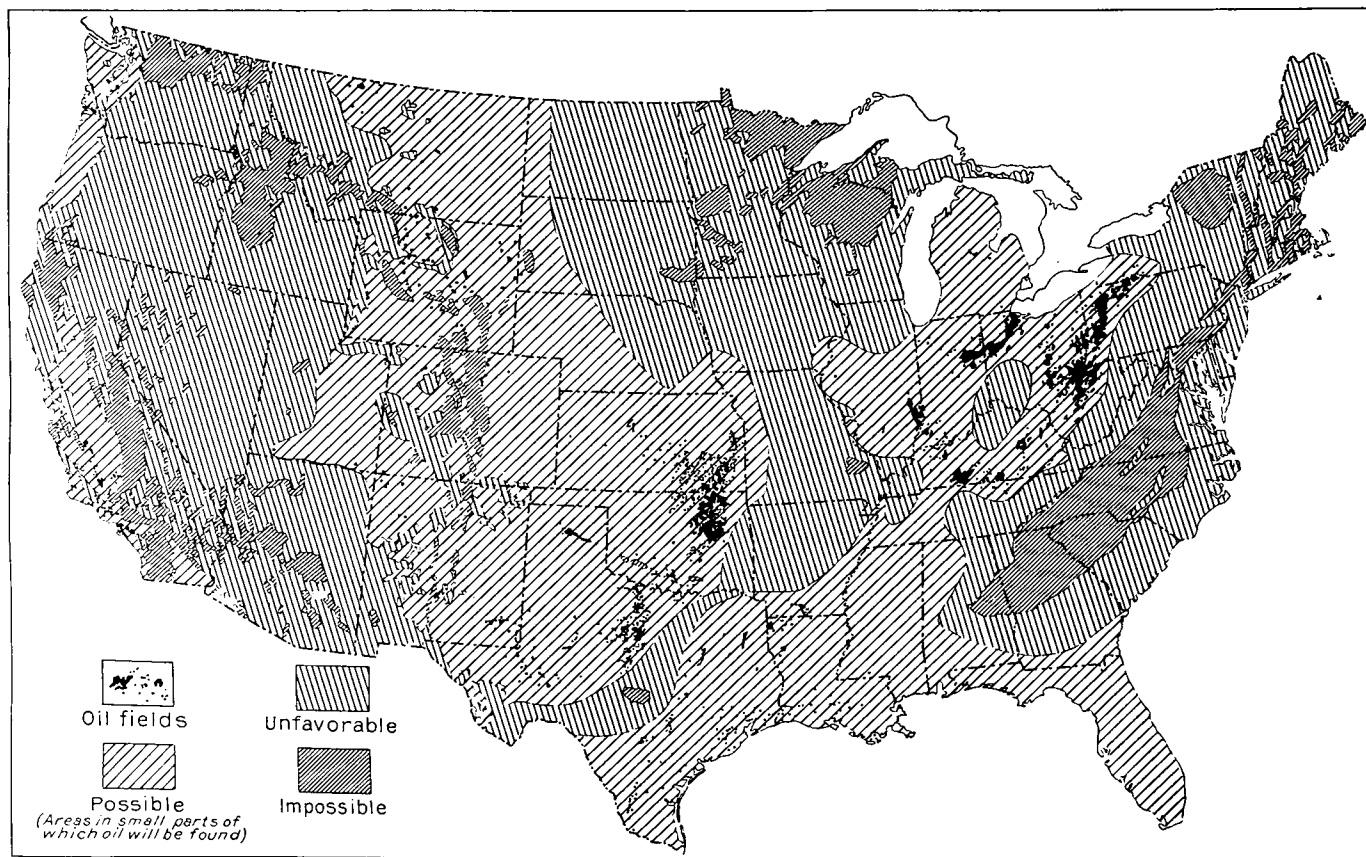 Oil fields
Unfavorable
Possible
(Areas in small parts of
which oil will be found)
Impossible